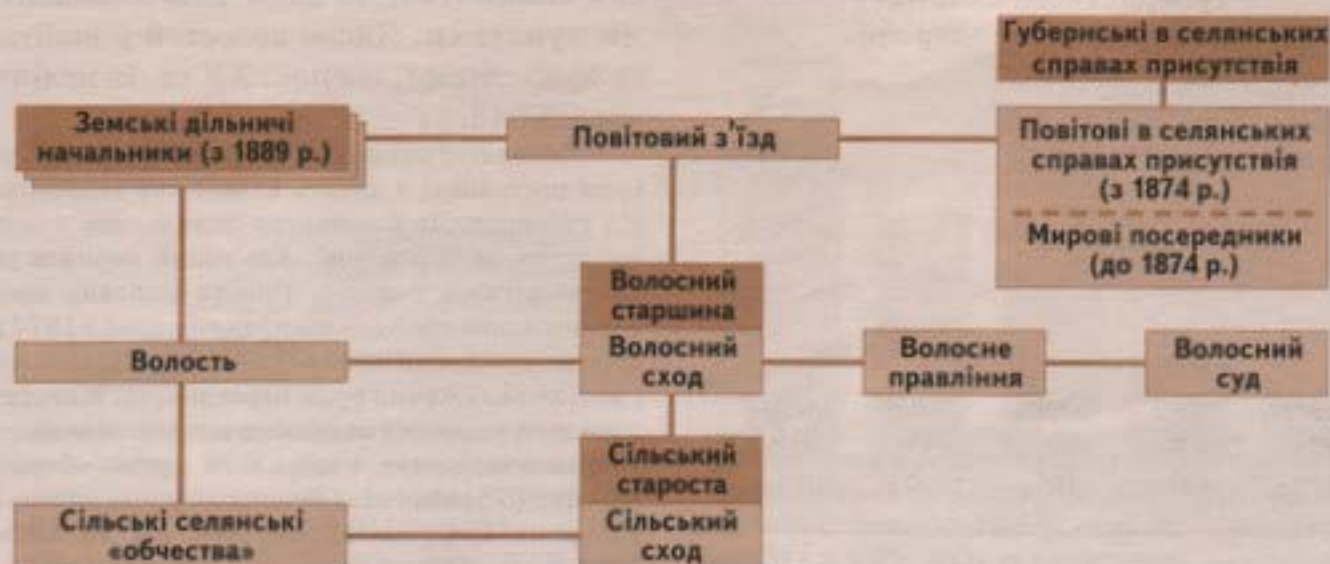 Губернські в селянських
справах присутствія
Земські дільничі
начальники (з 1889 р.)
Повітовий з'їзд
Повітові в селянських
справах присутствія
(з 1874 р.)
Мирові посередники
(до 1874 р.)
Волосний
старшина
Волость
Волосний
сход
Волосне
правління
Волосний
суд
Сільський
староста
Сільські селянські
«обчества»
Сільський
сход